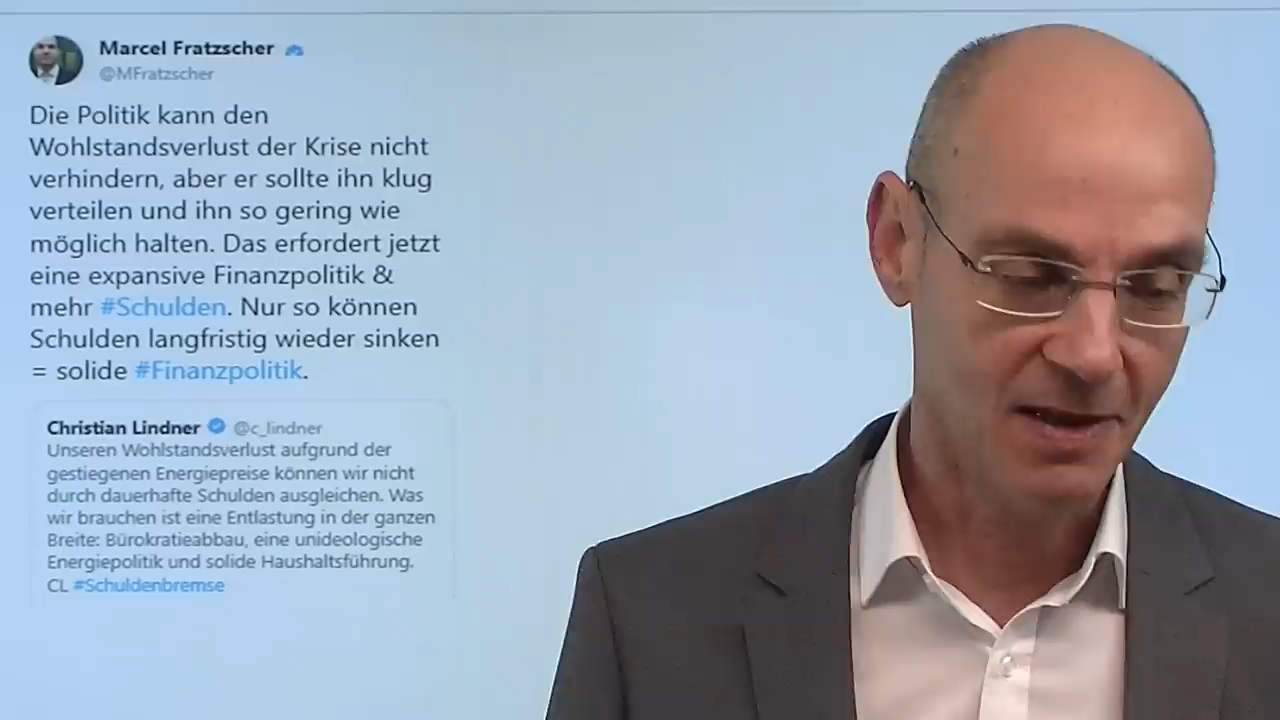 Marcel Fratzscher
@MFratzscher
Die Politik kann den
Wohlstandsverlust der Krise nicht
verhindern, aber er sollte ihn klug
verteilen und ihn so gering wie
möglich halten. Das erfordert jetzt
eine expansive Finanzpolitik &
mehr #Schulden. Nur so können
Schulden langfristig wieder sinken
= solide #Finanzpolitik.
Christian Lindner @c_lindner
Unseren Wohlstandsverlust aufgrund der
gestiegenen Energiepreise können wir nicht
durch dauerhafte Schulden ausgleichen. Was
wir brauchen ist eine Entlastung in der ganzen
Breite: Bürokratieabbau, eine unideologische
Energiepolitik und solide Haushaltsführung.
CL #Schuldenbremse